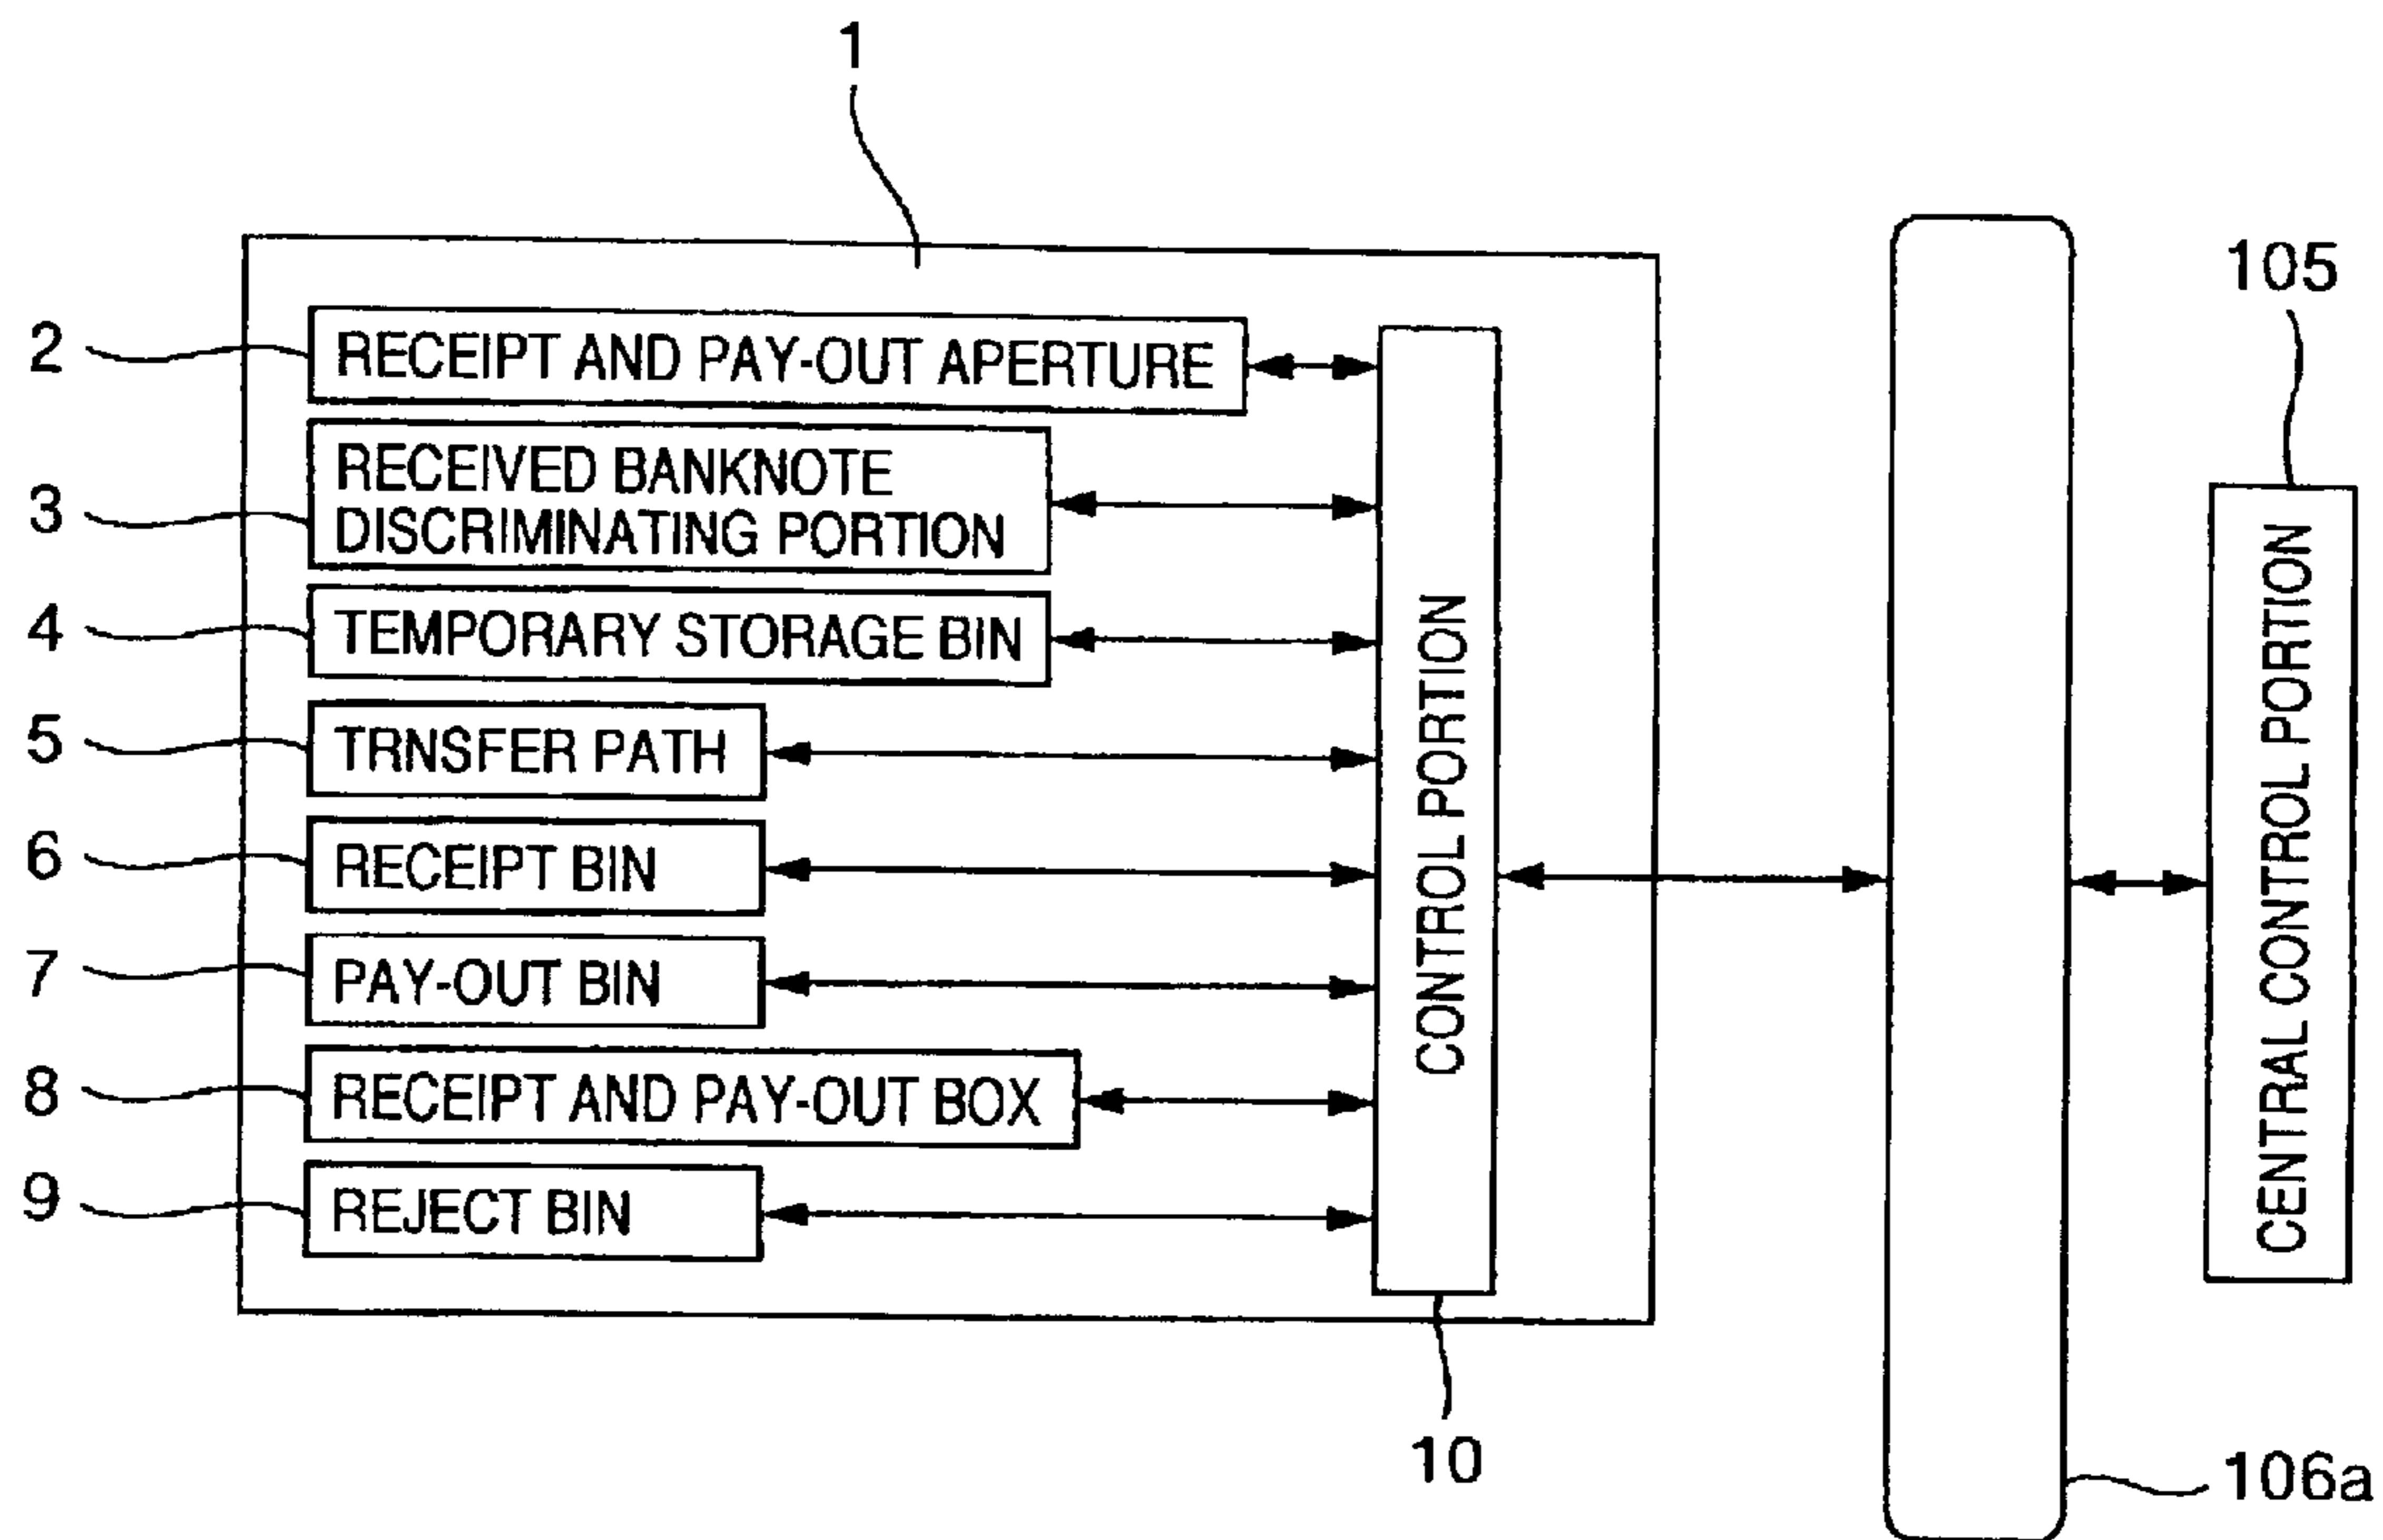 1
2
RECEIPT AND PAY-OUT APERTURE
3
RECEIVED BANKNOTE
DISCRIMINATING PORTION
4
TEMPORARY STORAGE BIN
5
TRNSFER PATH
6
RECEIPT BIN
7
PAY-OUT BIN
8
RECEIPT AND PAY-OUT BOX
9
REJECT BIN
CONTROL PORTION
10
105
CENTRAL CONTROL PORTION
106a